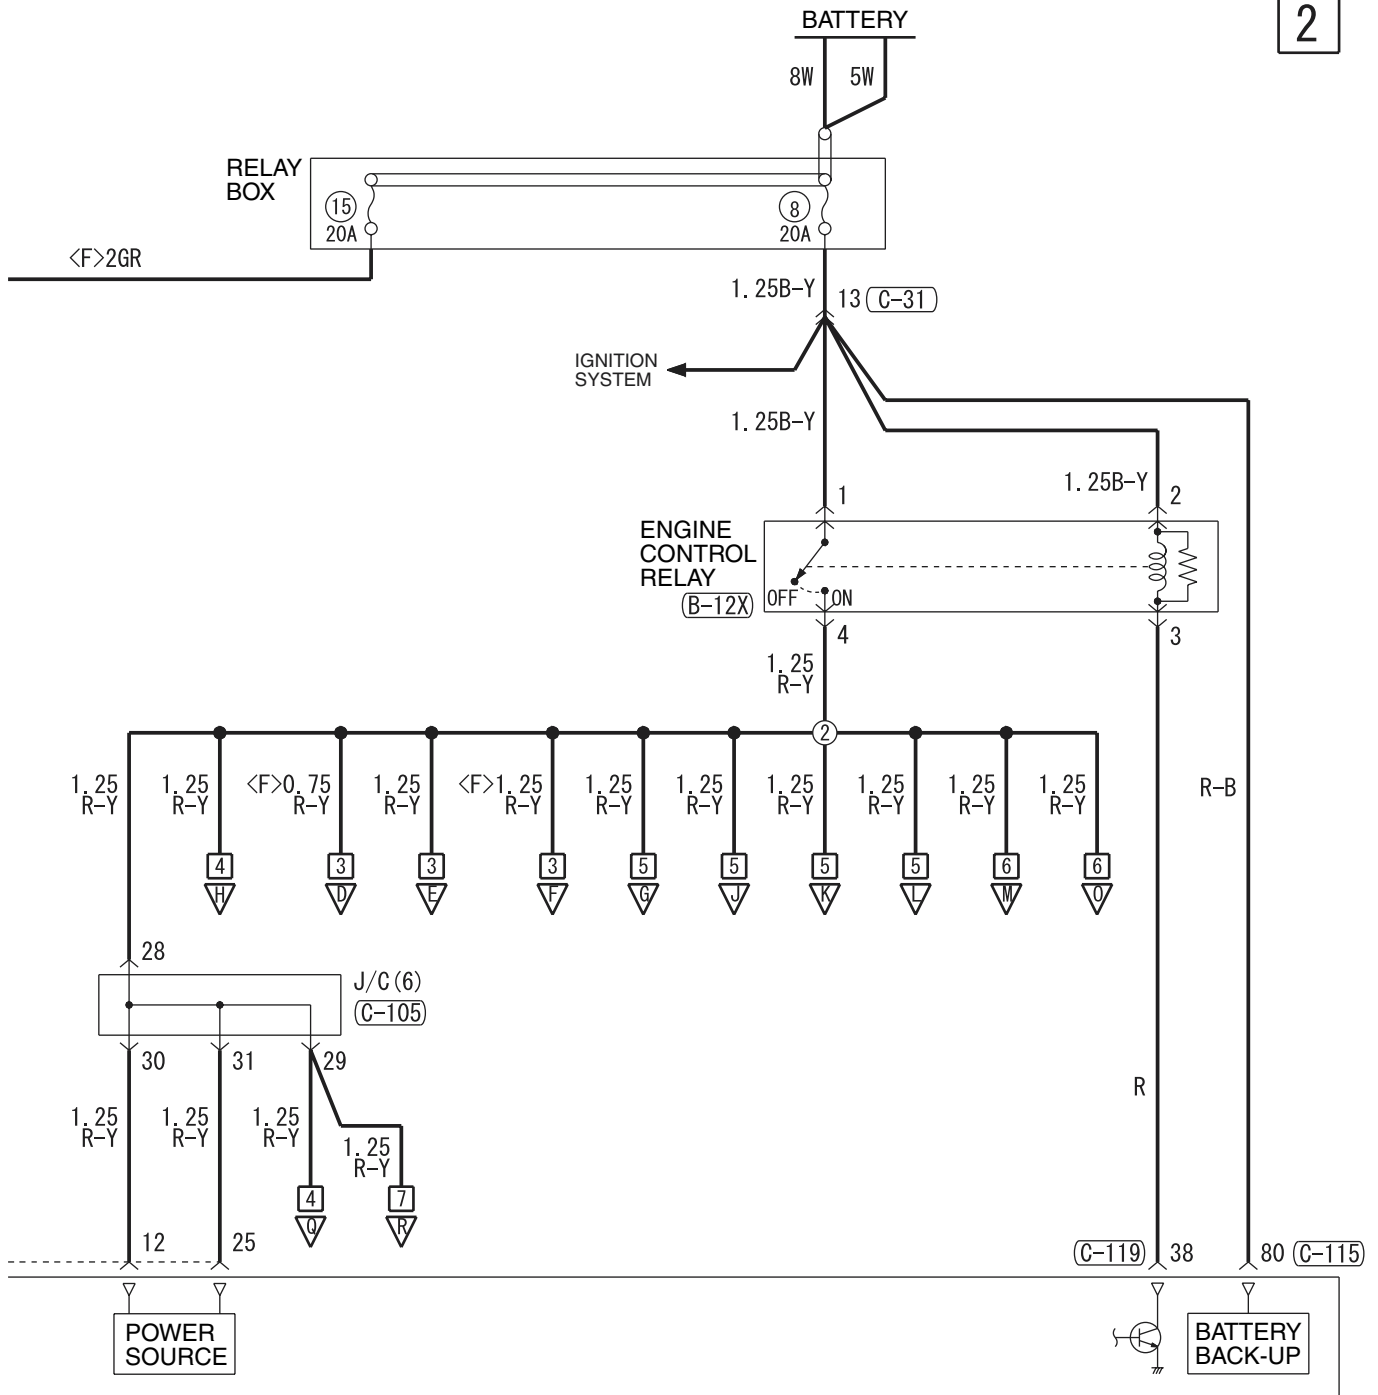 2
BATTERY
8W 5W
RELAY
BOX
15 8
20A 20A
<F>2GR
1.25B-Y 13 (C-31)
IGNITION
SYSTEM
1.25B-Y
1.25B-Y 2
1
ENGINE
CONTROL
RELAY
(B-12X)
OFF ON
4 3
1.25
R-Y
2
1.25 1.25 <F>0.75 1.25 <F>1.25 1.25 1.25 1.25 1.25 1.25 1.25
R-Y R-Y R-Y R-Y R-Y R-Y R-Y R-Y R-Y R-Y R-Y
R-B
4 3 3 3 5 5 5 5 6 6
H D E F G J K L M O
28
J/C(6)
(C-105)
30 31 29
R
1.25 1.25 1.25
R-Y R-Y R-Y
1.25
R-Y
4 7
Q R
12 25
(C-119) 38 80 (C-115)
POWER
SOURCE
BATTERY
BACK-UP